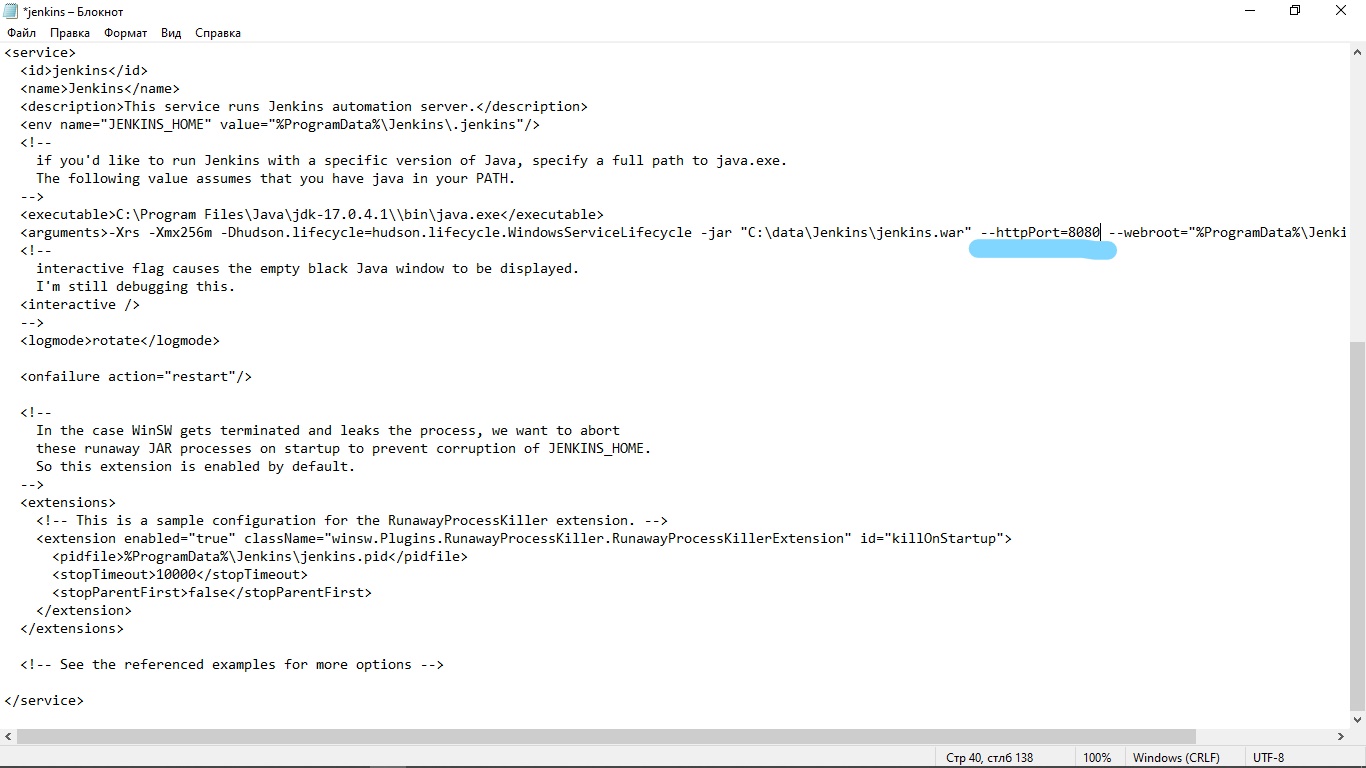 *jenkins – Блокнот
Файл Правка Формат Вид Справка
<service>
  <id>jenkins</id>
  <name>Jenkins</name>
  <description>This service runs Jenkins automation server.</description>
  <env name="JENKINS_HOME" value="%ProgramData%\Jenkins\.jenkins"/>
  <!--
    if you'd like to run Jenkins with a specific version of Java, specify a full path to java.exe.
    The following value assumes that you have java in your PATH.
  -->
  <executable>C:\Program Files\Java\jdk-17.0.4.1\\bin\java.exe</executable>
  <arguments>-Xrs -Xmx256m -Dhudson.lifecycle=hudson.lifecycle.WindowsServiceLifecycle -jar "C:\data\Jenkins\jenkins.war" --httpPort=8080 --webroot="%ProgramData%\Jenki
  <!--
    interactive flag causes the empty black Java window to be displayed.
    I'm still debugging this.
  <interactive />
  -->
  <logmode>rotate</logmode>

  <onfailure action="restart"/>

  <!--
    In the case WinSW gets terminated and leaks the process, we want to abort
    these runaway JAR processes on startup to prevent corruption of JENKINS_HOME.
    So this extension is enabled by default.
  -->
  <extensions>
    <!-- This is a sample configuration for the RunawayProcessKiller extension. -->
    <extension enabled="true" className="winsw.Plugins.RunawayProcessKiller.RunawayProcessKillerExtension" id="killOnStartup">
      <pidfile>%ProgramData%\Jenkins\jenkins.pid</pidfile>
      <stopTimeout>10000</stopTimeout>
      <stopParentFirst>false</stopParentFirst>
    </extension>
  </extensions>

  <!-- See the referenced examples for more options -->

</service>
Стр 40, стлб 138 100% Windows (CRLF) UTF-8